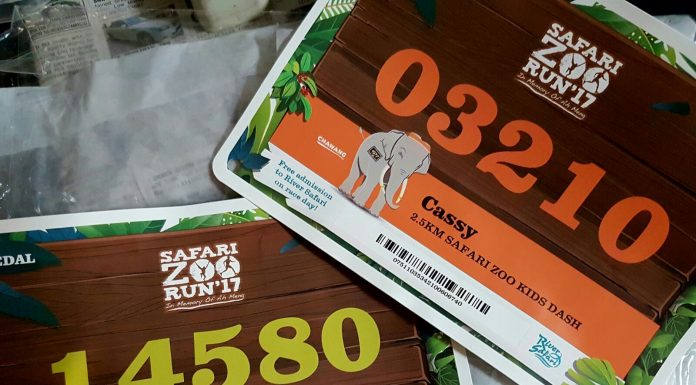 SAFARI
ZOO
RUN'17
In Memory Of Ah Meng
03210
CHAWANG
Free admission
to River Safari
on race day!
Cassy
2.5KM SAFARI ZOO KIDS DASH
River
Safari
EDAL
SAFARI
ZOO
RUN'17
In Memory Of Ah Meng
14580